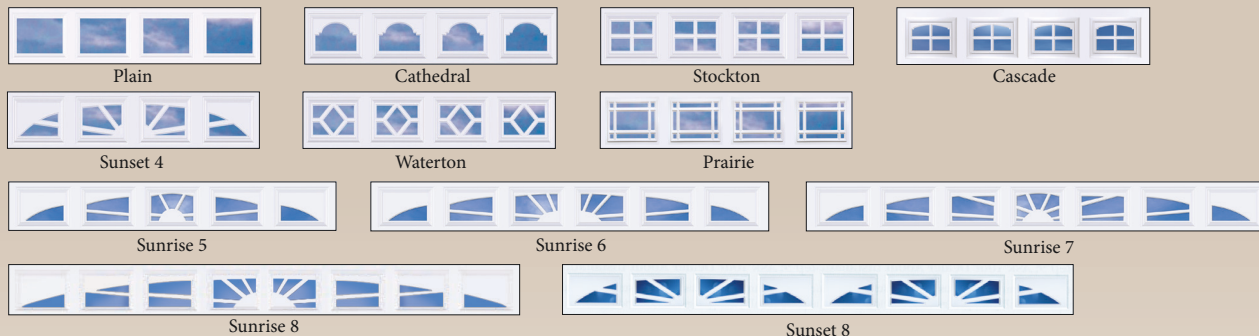 Plain
Cathedral
Stockton
Cascade
Sunset 4
Waterton
Prairie
Sunrise 5
Sunrise 6
Sunrise 7
Sunrise 8
Sunset 8